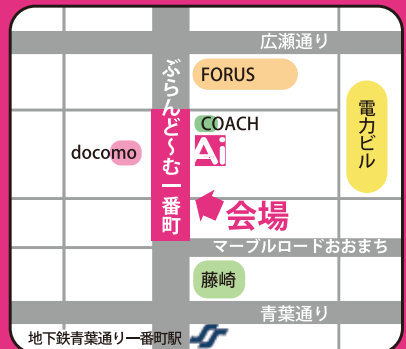 広瀬通り
ぶらんど〜む一番町
FORUS
COACH
Ai
docomo
電力ビル
会場
マーブルロードおおまち
藤崎
青葉通り
地下鉄青葉通り一番町駅